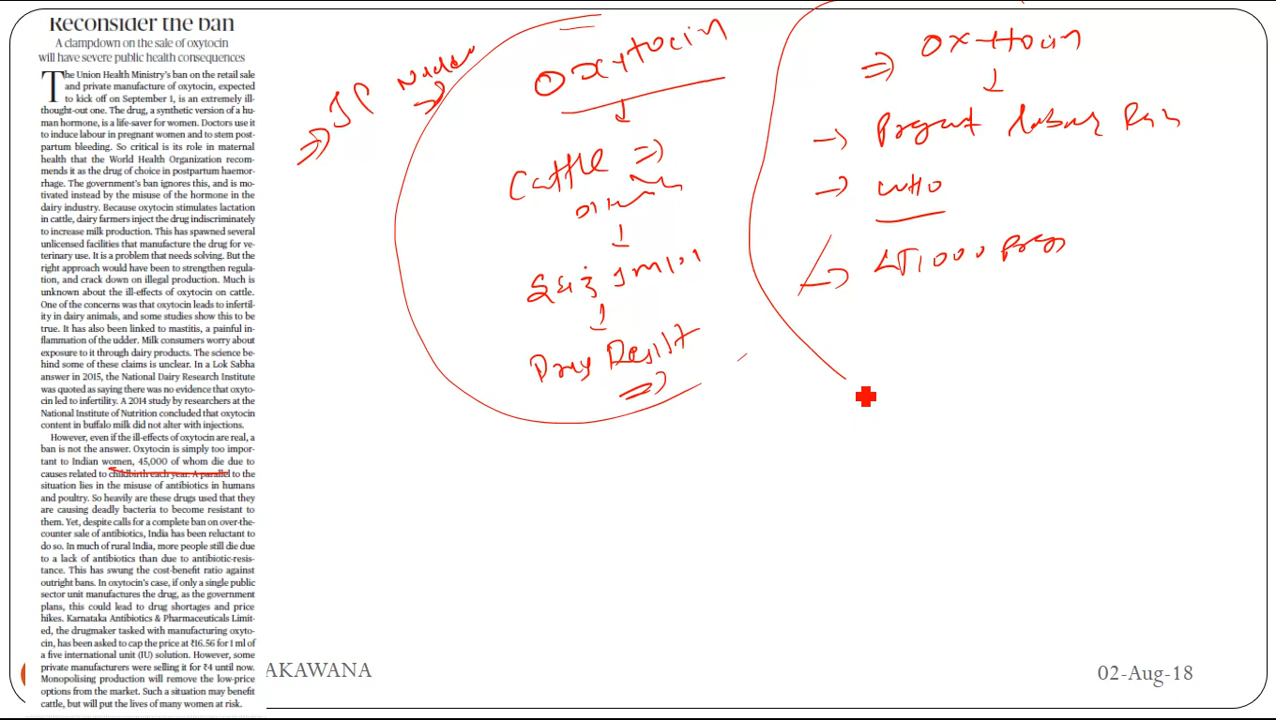 Reconsider the ban
A clampdown on the sale of oxytocin
will have severe public health consequences
The Union Health Ministry's ban on the retail sale
and private manufacture of oxytocin, expected
to kick off on September 1, is an extremely ill-
thought-out one. The drug, a synthetic version of a hu-
man hormone, is a life-saver for women. Doctors use it
to induce labour in pregnant women and to stem post-
partum bleeding. So critical is its role in maternal
health that the World Health Organization recom-
mends it as the drug of choice in postpartum haemor-
rhage. The government's ban ignores this, and is mo-
tivated instead by the misuse of the hormone in the
dairy industry. Because oxytocin stimulates lactation
in cattle, dairy farmers inject the drug indiscriminately
to increase milk production. This has spawned several
unlicensed facilities that manufacture the drug for ve-
terinary use. It is a problem that needs solving. But the
right approach would have been to strengthen regula-
tion, and crack down on illegal production. Much is
unknown about the ill-effects of oxytocin on cattle.
One of the concerns was that oxytocin leads to infertil-
ity in dairy animals, and some studies show this to be
true. It has also been linked to mastitis, a painful in-
flammation of the udder. Milk consumers worry about
exposure to it through dairy products. The science be-
hind some of these claims is unclear. In a Lok Sabha
answer in 2015, the National Dairy Research Institute
was quoted as saying there was no evidence that oxyto-
cin led to infertility. A 2014 study by researchers at the
National Institute of Nutrition concluded that oxytocin
content in buffalo milk did not alter with injections.
However, even if the ill-effects of oxytocin are real, a
ban is not the answer. Oxytocin is simply too impor-
tant to Indian women, 45,000 of whom die due to
causes related to childbirth each year. A parallel to the
situation lies in the misuse of antibiotics in humans
and poultry. So heavily are these drugs used that they
are causing deadly bacteria to become resistant to
them. Yet, despite calls for a complete ban on over-the-
counter sale of antibiotics, India has been reluctant to
do so. In much of rural India, more people still die due
to a lack of antibiotics than due to antibiotic-resis-
tance. This has swung the cost-benefit ratio against
outright bans. In oxytocin's case, if only a single public
sector unit manufactures the drug, as the government
plans, this could lead to drug shortages and price
hikes. Karnataka Antibiotics & Pharmaceuticals Limit-
ed, the drugmaker tasked with manufacturing oxyto-
cin, has been asked to cap the price at ₹16.56 for 1 ml of
a five international unit (IU) solution. However, some
private manufacturers were selling it for ₹4 until now.
Monopolising production will remove the low-price
options from the market. Such a situation may benefit
cattle, but will put the lives of many women at risk.
⇒ JP Nadda ⇒
Oxytocin
↓
Cattle ⇒
↓
↓
Drug Resist
⇒ Oxytocin
↓
→ labour Pain
→ WHO
1000 preg
AKAWANA
02-Aug-18